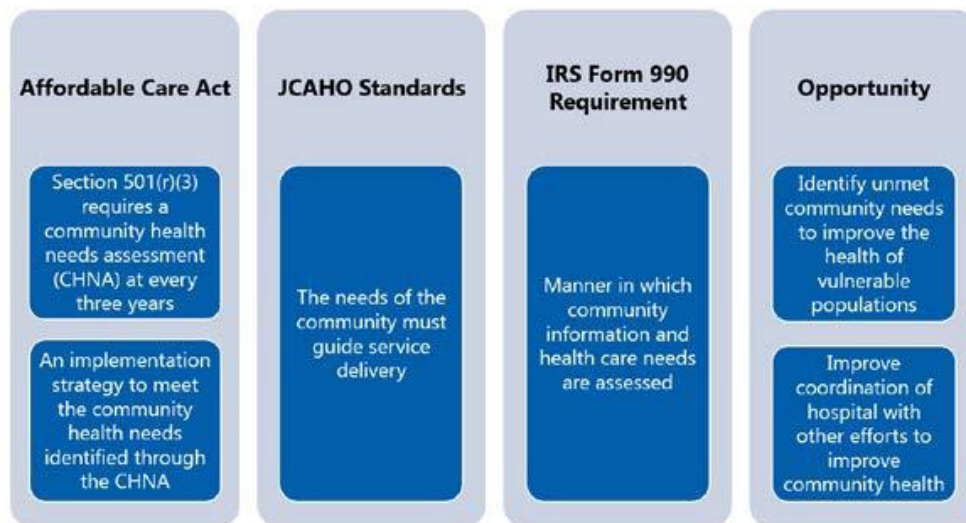 Affordable Care Act
Section 501(r)(3)
requires a
community health
needs assessment
(CHNA) at every
three years
An implementation
strategy to meet
the community
health needs
identified through
the CHNA
JCAHO Standards
The needs of the
community must
guide service
delivery
IRS Form 990
Requirement
Manner in which
community
information and
health care needs
are assessed
Opportunity
Identify unmet
community needs
to improve the
health of
vulnerable
populations
Improve
coordination of
hospital with
other efforts to
improve
community health